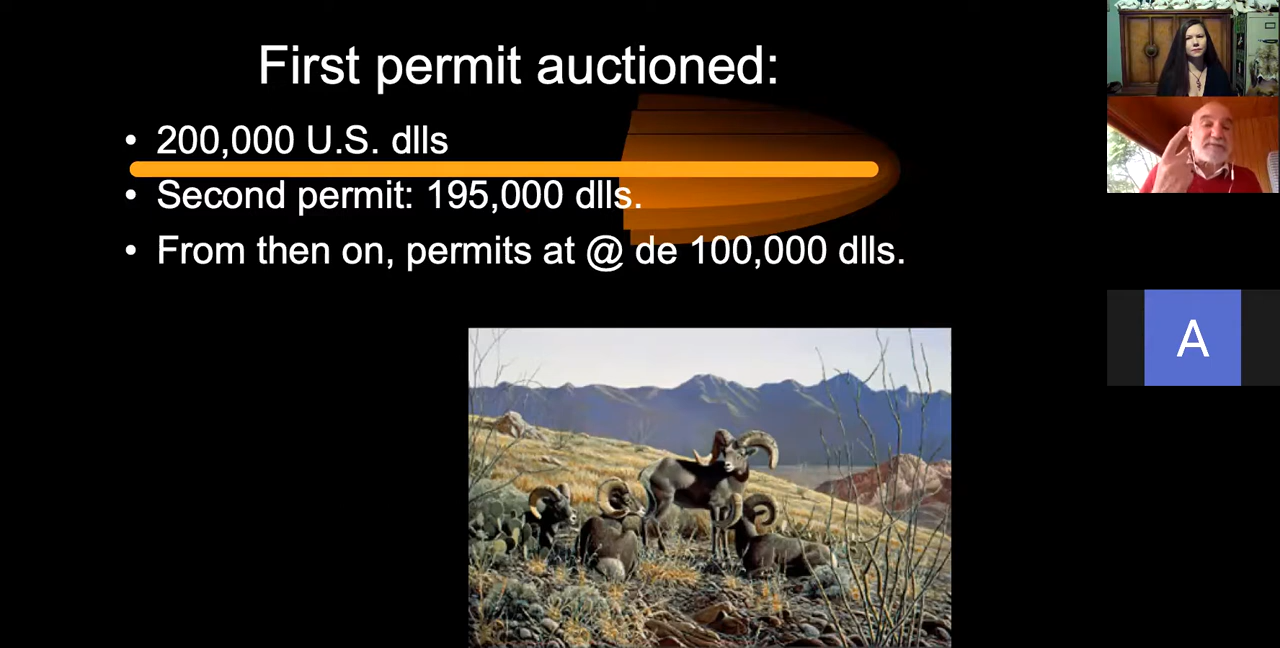 First permit auctioned:
• 200,000 U.S. dlls
• Second permit: 195,000 dlls.
• From then on, permits at @ de 100,000 dlls.
A